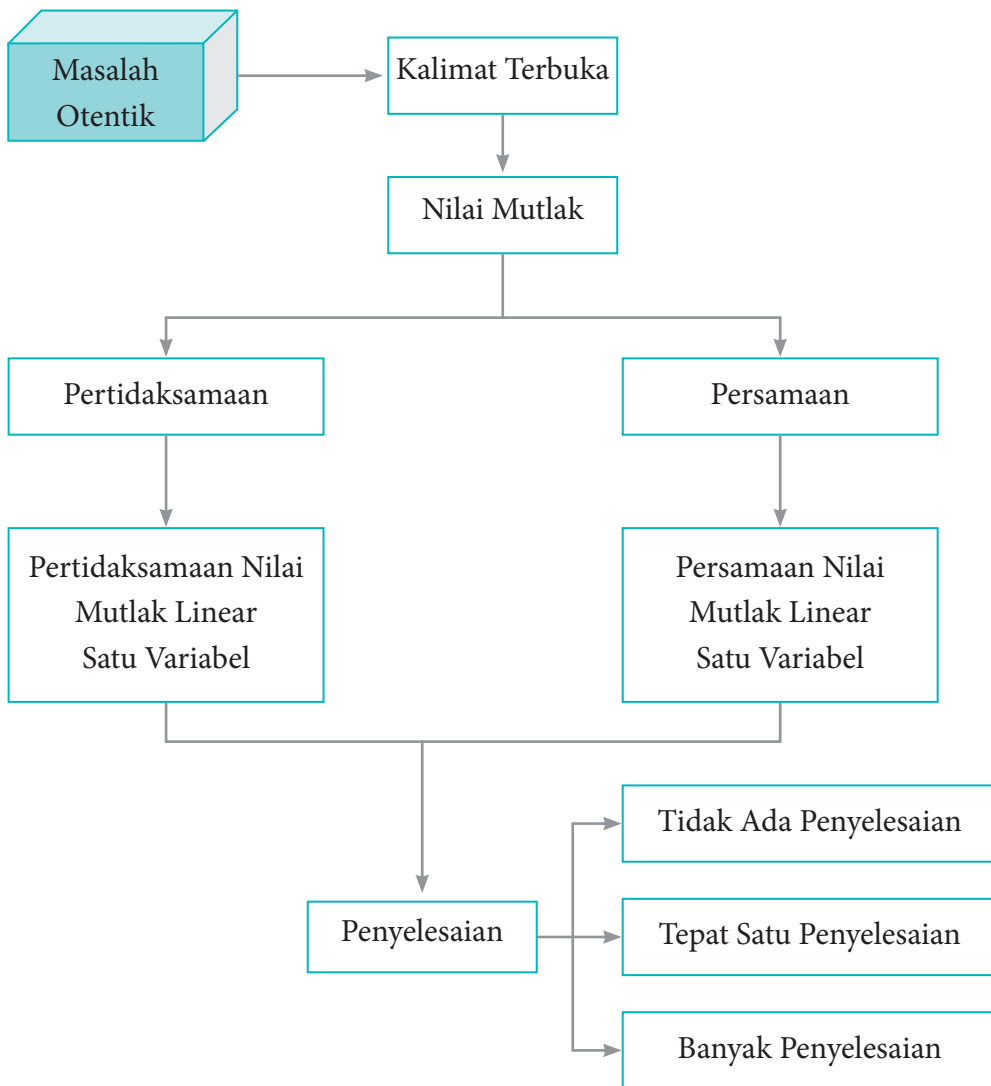 Masalah
Otentik
Kalimat Terbuka
Nilai Mutlak
Pertidaksamaan
Persamaan
Pertidaksamaan Nilai
Mutlak Linear
Satu Variabel
Persamaan Nilai
Mutlak Linear
Satu Variabel
Penyelesaian
Tidak Ada Penyelesaian
Tepat Satu Penyelesaian
Banyak Penyelesaian